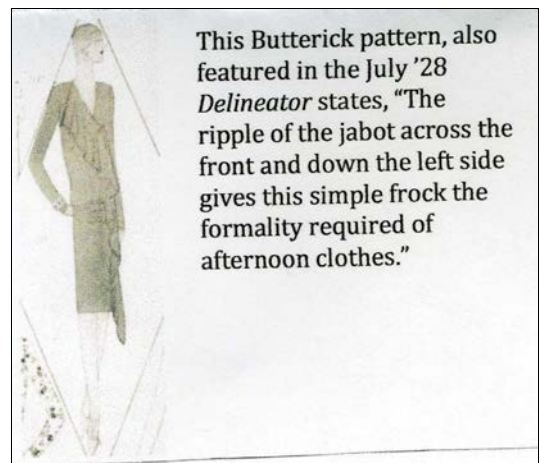 This Butterick pattern, also
featured in the July ’28
Delineator states, “The
ripple of the jabot across the
front and down the left side
gives this simple frock the
formality required of
afternoon clothes.”